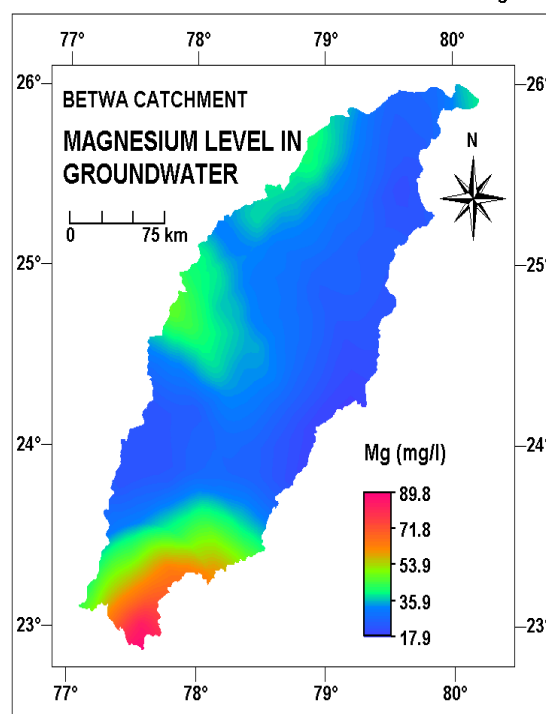 77° 78° 79° 80°
26° 26°
BETWA CATCHMENT
MAGNESIUM LEVEL IN
GROUNDWATER
N
0 75 km
25° 25°
24° 24°
Mg (mg/l)
89.8
71.8
53.9
35.9
17.9
23° 23°
77° 78° 79° 80°